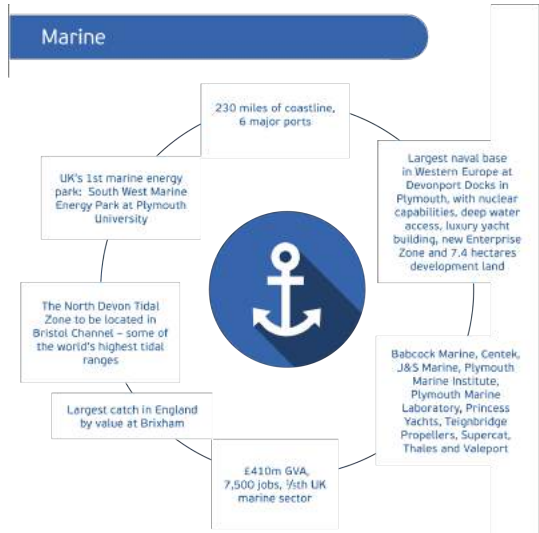 Marine
230 miles of coastline,
6 major ports
Largest naval base
in Western Europe at
Devonport Docks in
Plymouth, with nuclear
capabilities, deep water
access, luxury yacht
building, new Enterprise
Zone and 7.4 hectares
development land
Babcock Marine, Centek,
J&S Marine, Plymouth
Marine Institute,
Plymouth Marine
Laboratory, Princess
Yachts, Teignbridge
Propellers, Supercat,
Thales and Valeport
£410m GVA,
7,500 jobs, ⅕th UK
marine sector
Largest catch in England
by value at Brixham
The North Devon Tidal
Zone to be located in
Bristol Channel – some of
the world's highest tidal
ranges
UK's 1st marine energy
park: South West Marine
Energy Park at Plymouth
University